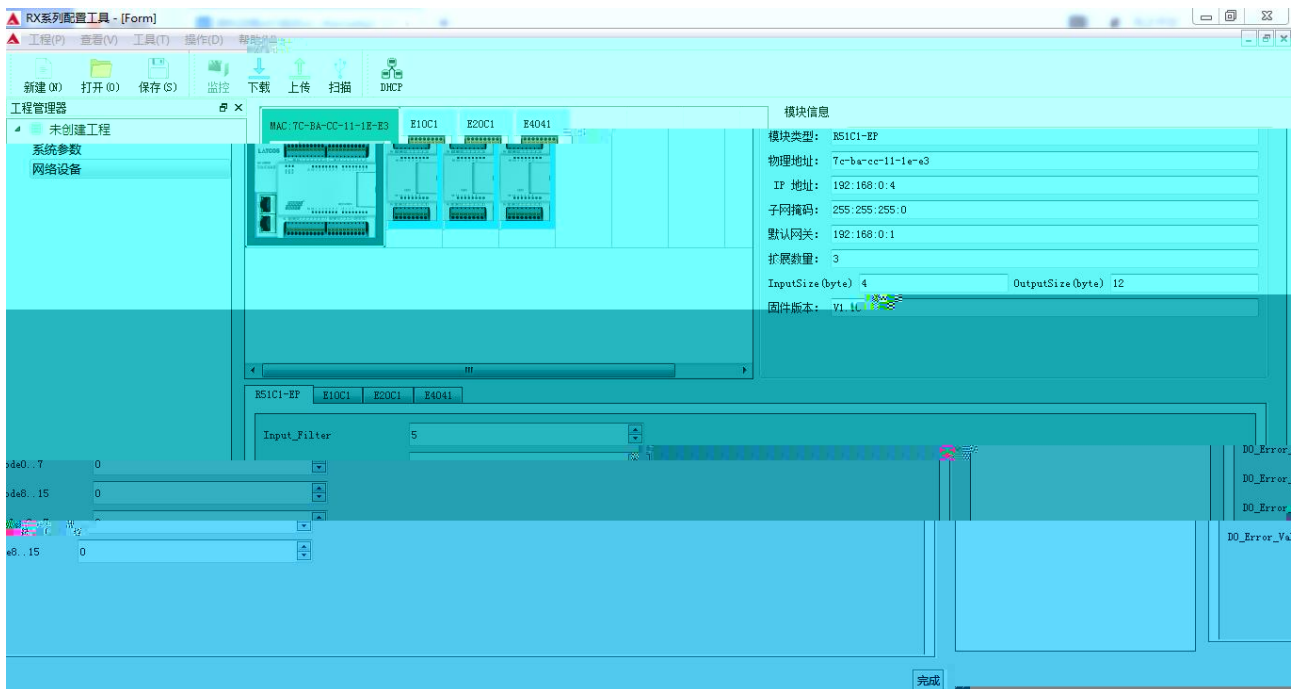 RX系列配置工具 - [Form]
工程(P) 查看(V) 工具(T) 操作(D)
新建(N) 打开(O) 保存(S) 监控 下载 上传 扫描 DHCP
工程管理器
未创建工程
系统参数
网络设备
MAC:7C-BA-CC-11-1E-E3 E10C1 E20C1 E4041
模块信息
模块类型: R51C1-EP
物理地址: 7c-ba-cc-11-1e-e3
IP 地址: 192:168:0:4
子网掩码: 255:255:255:0
默认网关: 192:168:0:1
扩展数量: 3
InputSize(byte) 4 OutputSize(byte) 12
固件版本:
R51C1-EP E10C1 E20C1 E4041
Input_Filter 5
ode0..7 0
DO_Error_
ode8..15 0
DO_Error_
DO_Error_
e8..15 0
DO_Error_Va
完成